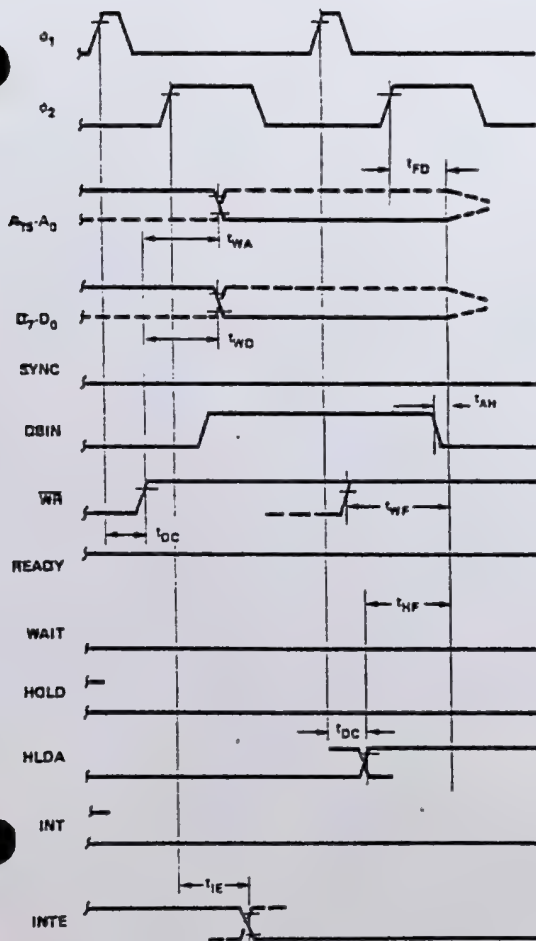 φ1
φ2
tFD
A15-A0
tWA
D7-D0
tWD
SYNC
tAH
DBIN
WR
tWF
tDC
READY
tHF
WAIT
HOLD
tDC
HLDA
INT
tIE
INTE